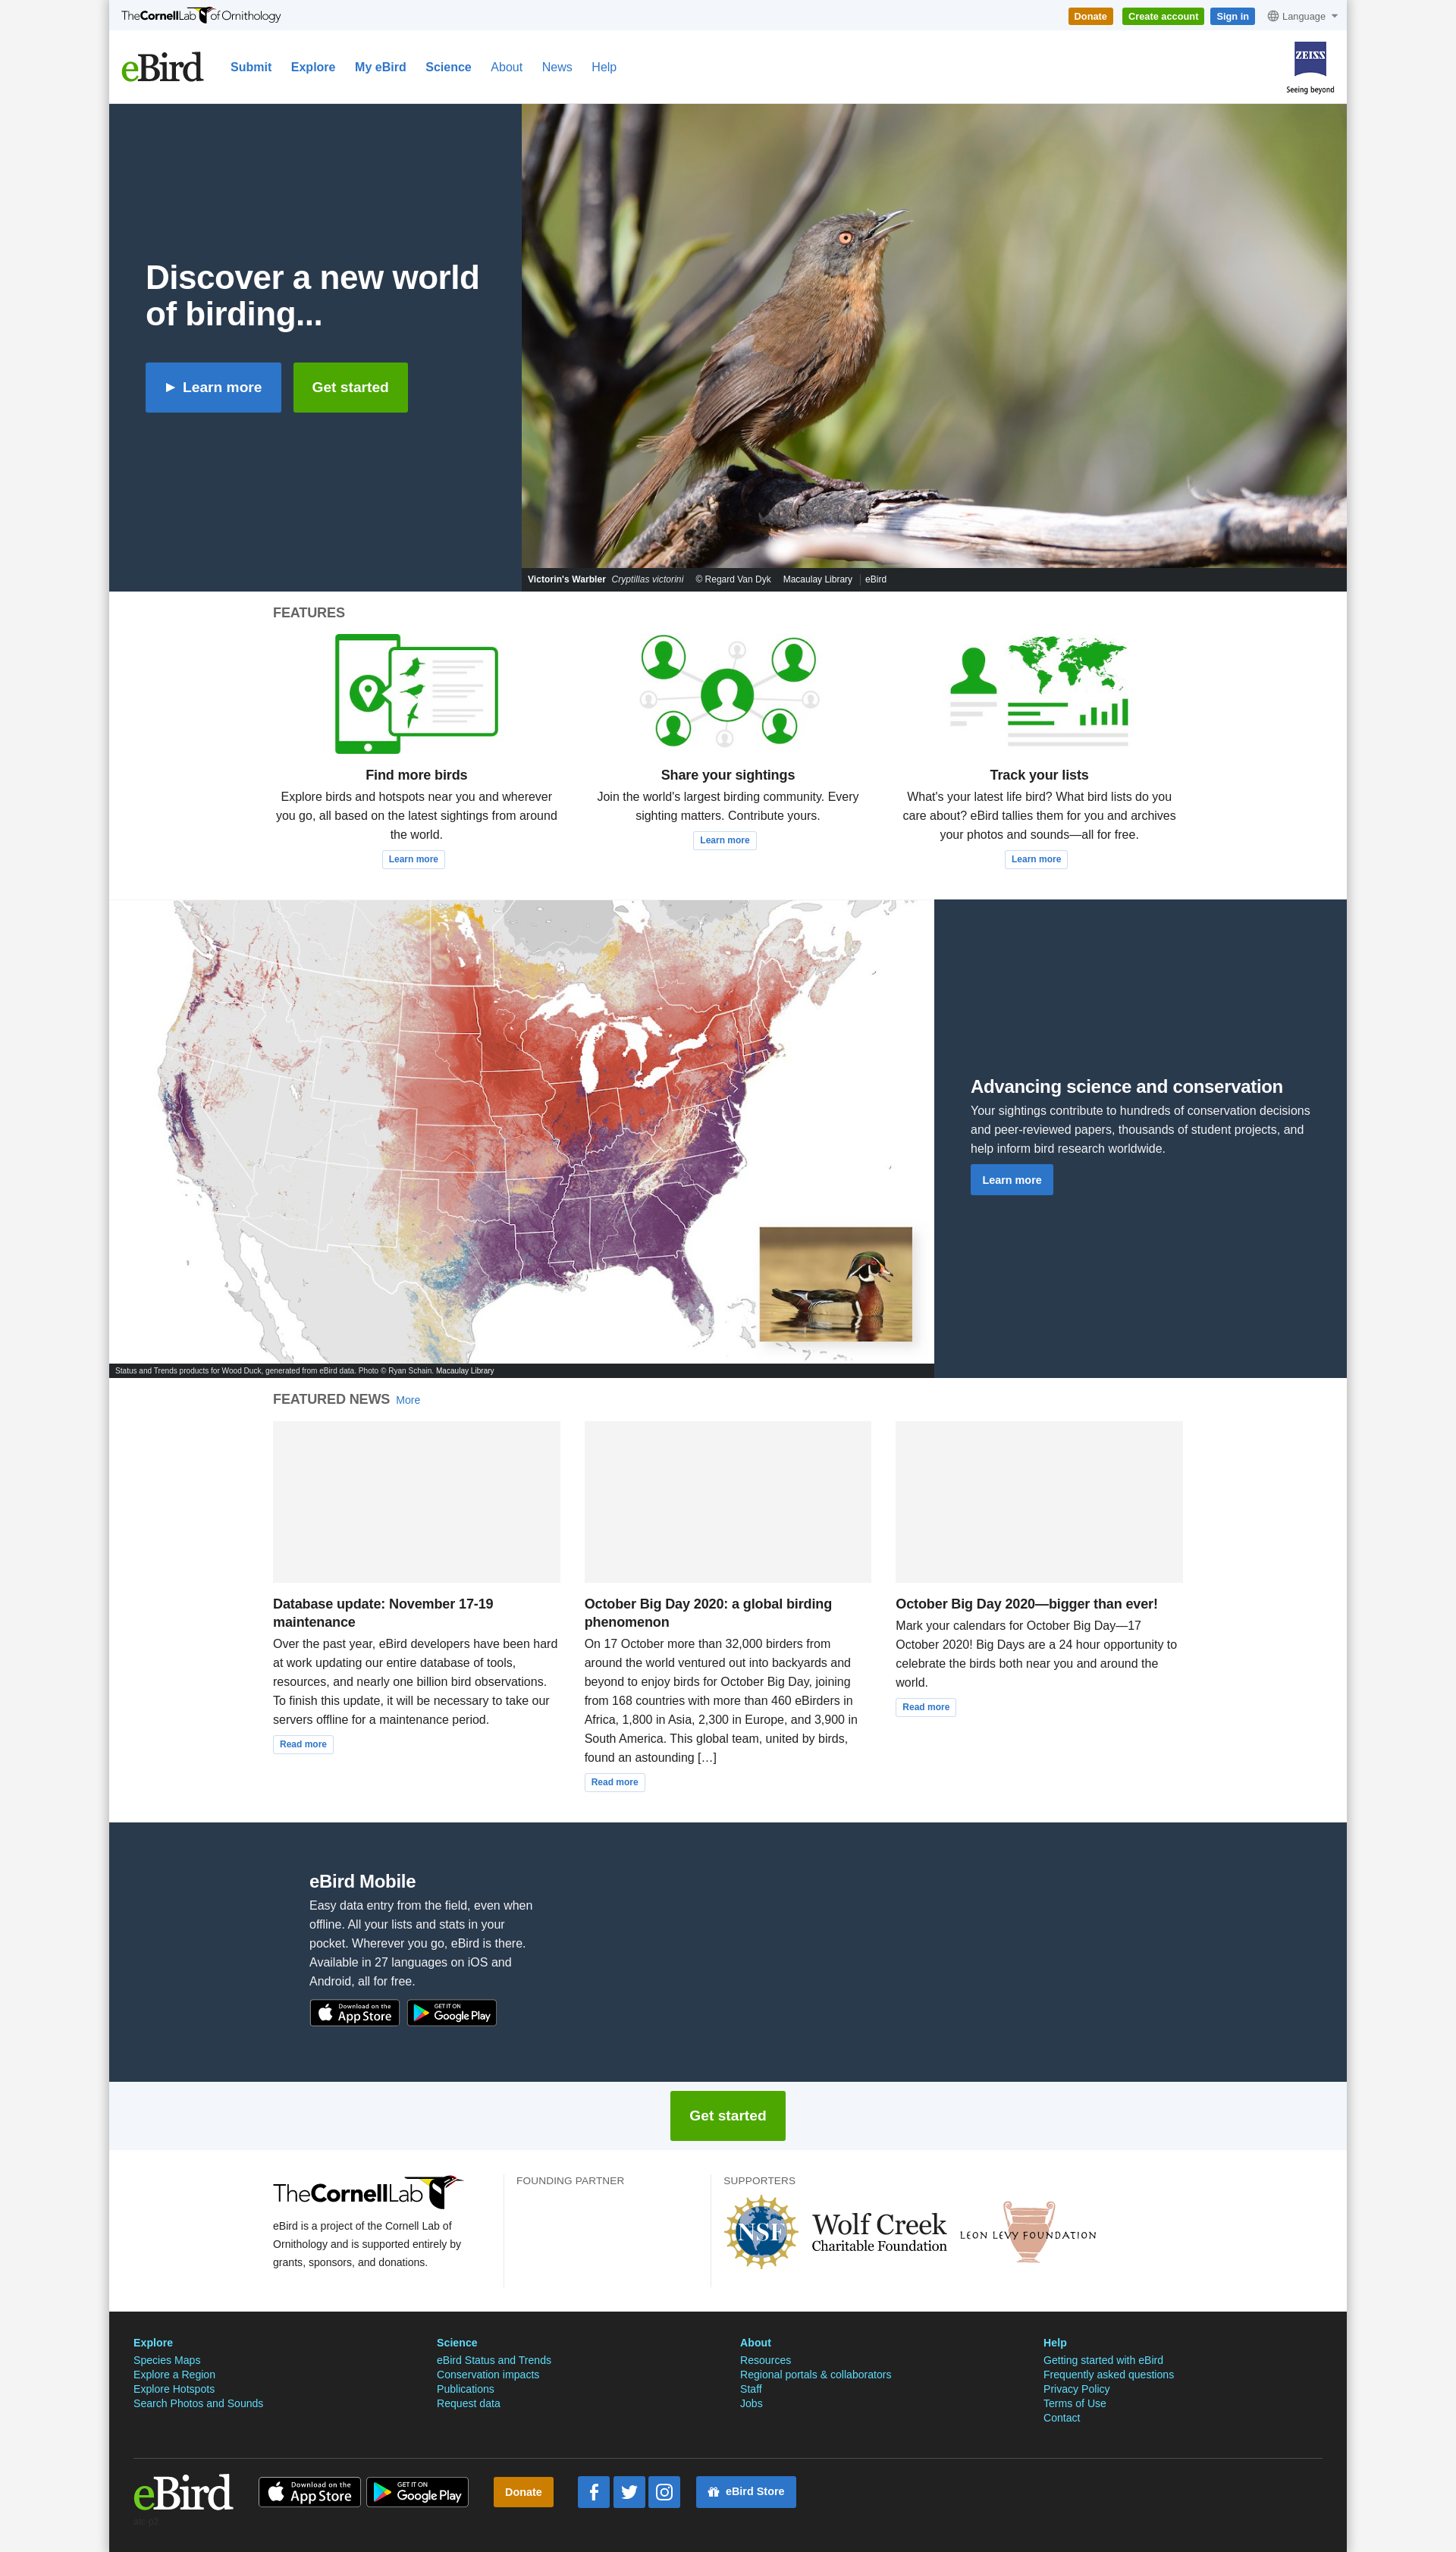 TheCornellLab of Ornithology
Donate Create account Sign in Language
eBird Submit Explore My eBird Science About News Help
ZEISS
Seeing beyond
Discover a new world
of birding...
Learn more Get started
Victorin's Warbler Cryptillas victorini © Regard Van Dyk Macaulay Library eBird
FEATURES
Find more birds
Explore birds and hotspots near you and wherever
you go, all based on the latest sightings from around
the world.
Learn more
Share your sightings
Join the world's largest birding community. Every
sighting matters. Contribute yours.
Learn more
Track your lists
What's your latest life bird? What bird lists do you
care about? eBird tallies them for you and archives
your photos and sounds—all for free.
Learn more
Advancing science and conservation
Your sightings contribute to hundreds of conservation decisions
and peer-reviewed papers, thousands of student projects, and
help inform bird research worldwide.
Learn more
Status and Trends products for Wood Duck, generated from eBird data. Photo © Ryan Schain. Macaulay Library
FEATURED NEWS More
Database update: November 17-19
maintenance
Over the past year, eBird developers have been hard
at work updating our entire database of tools,
resources, and nearly one billion bird observations.
To finish this update, it will be necessary to take our
servers offline for a maintenance period.
Read more
October Big Day 2020: a global birding
phenomenon
On 17 October more than 32,000 birders from
around the world ventured out into backyards and
beyond to enjoy birds for October Big Day, joining
from 168 countries with more than 460 eBirders in
Africa, 1,800 in Asia, 2,300 in Europe, and 3,900 in
South America. This global team, united by birds,
found an astounding […]
Read more
October Big Day 2020—bigger than ever!
Mark your calendars for October Big Day—17
October 2020! Big Days are a 24 hour opportunity to
celebrate the birds both near you and around the
world.
Read more
eBird Mobile
Easy data entry from the field, even when
offline. All your lists and stats in your
pocket. Wherever you go, eBird is there.
Available in 27 languages on iOS and
Android, all for free.
Download on the App Store GET IT ON Google Play
Get started
TheCornellLab
eBird is a project of the Cornell Lab of
Ornithology and is supported entirely by
grants, sponsors, and donations.
FOUNDING PARTNER
SUPPORTERS
NSF
Wolf Creek
Charitable Foundation
LEON LEVY FOUNDATION
Explore
Species Maps
Explore a Region
Explore Hotspots
Search Photos and Sounds
Science
eBird Status and Trends
Conservation impacts
Publications
Request data
About
Resources
Regional portals & collaborators
Staff
Jobs
Help
Getting started with eBird
Frequently asked questions
Privacy Policy
Terms of Use
Contact
eBird Download on the App Store GET IT ON Google Play Donate eBird Store